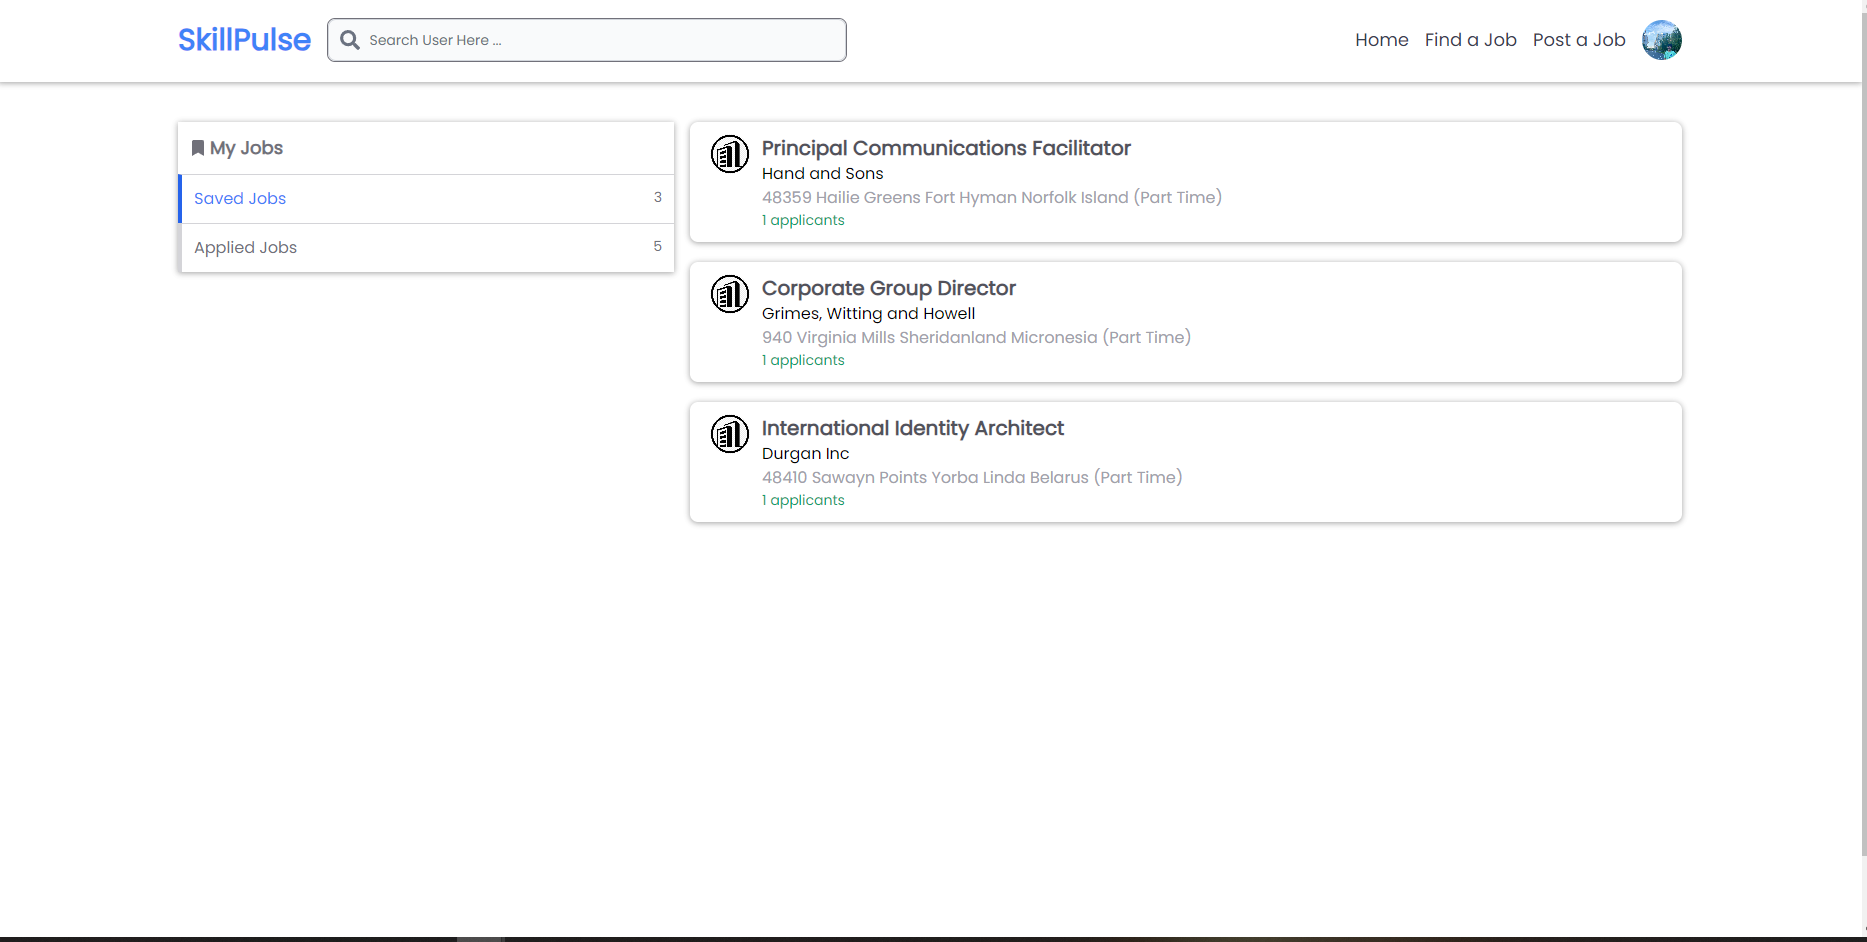 SkillPulse
Search User Here ...
Home
Find a Job
Post a Job
My Jobs
Saved Jobs
3
Applied Jobs
5
Principal Communications Facilitator
Hand and Sons
48359 Hailie Greens Fort Hyman Norfolk Island (Part Time)
1 applicants
Corporate Group Director
Grimes, Witting and Howell
940 Virginia Mills Sheridanland Micronesia (Part Time)
1 applicants
International Identity Architect
Durgan Inc
48410 Sawayn Points Yorba Linda Belarus (Part Time)
1 applicants